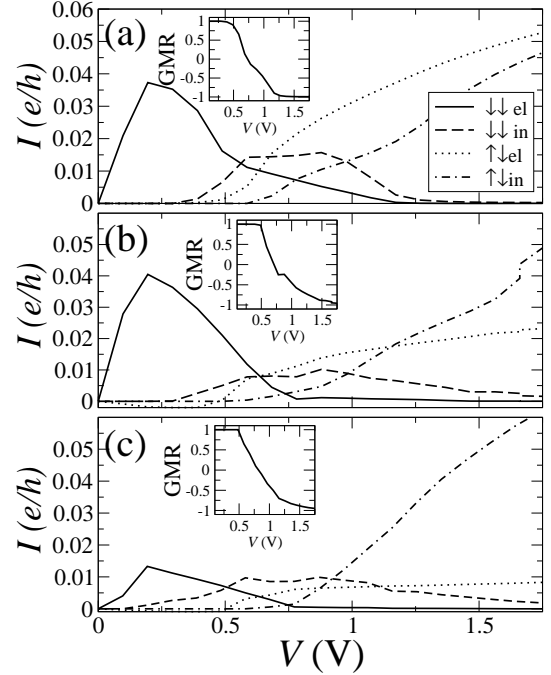 (a)
I (e/h)
0.06
0.05
0.04
0.03
0.02
0.01
0
GMR
1
0.5
0
-0.5
-1
0.5 1 1.5
V (V)
↓↓ el
↓↓ in
↑↓el
↑↓in
(b)
I (e/h)
0.05
0.04
0.03
0.02
0.01
0
GMR
1
0.5
0
-0.5
-1
0.5 1 1.5
V (V)
(c)
I (e/h)
0.05
0.04
0.03
0.02
0.01
0
GMR
1
0.5
0
-0.5
-1
0.5 1 1.5
V (V)
0 0.5 1 1.5
V (V)